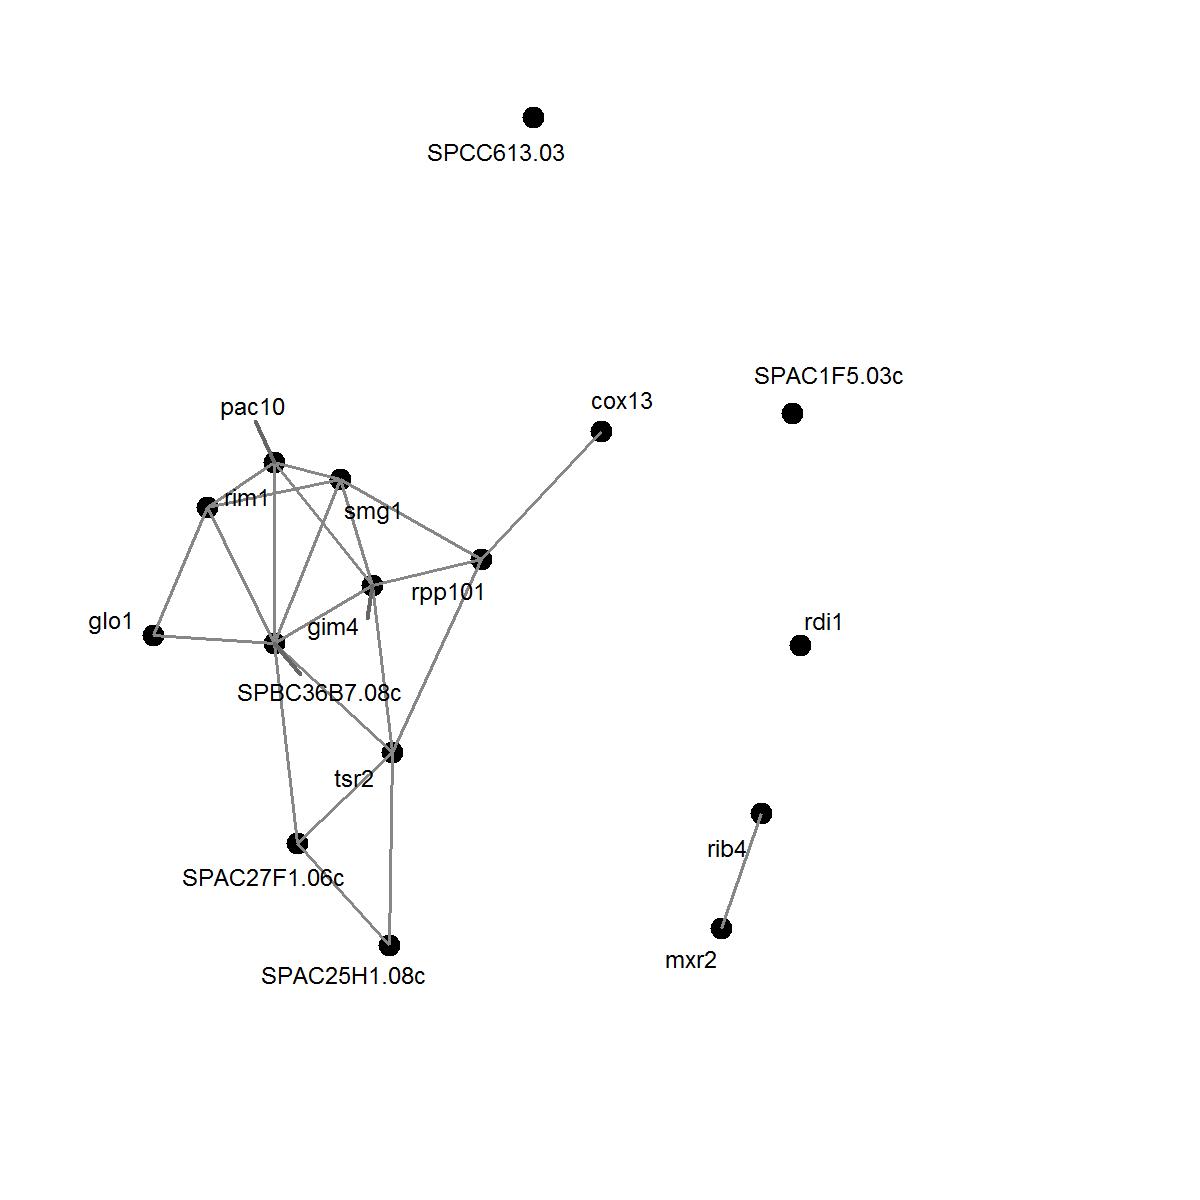 SPCC613.03
SPAC1F5.03c
cox13
pac10
rim1
smg1
rpp101
glo1
gim4
rdi1
SPBC36B7.08c
tsr2
rib4
SPAC27F1.06c
mxr2
SPAC25H1.08c